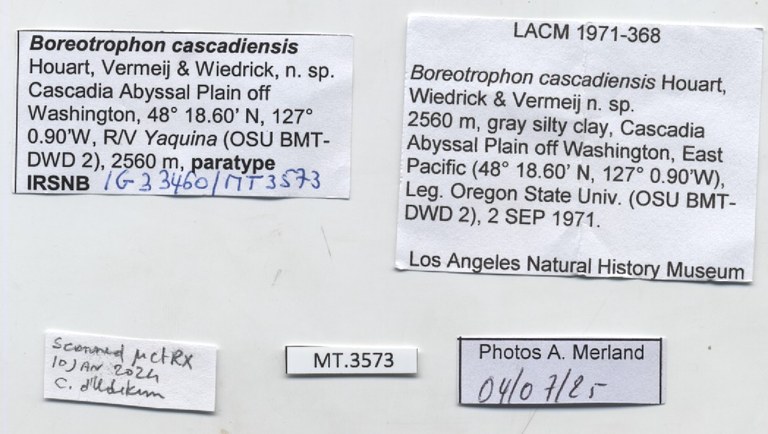 Boreotrophon cascadiensis
Houart, Vermeij & Wiedrick, n. sp.
Cascadia Abyssal Plain off
Washington, 48° 18.60' N, 127°
0.90'W, R/V Yaquina (OSU BMT-
DWD 2), 2560 m, paratype
IRSNB IG 33460/MT3573
LACM 1971-368
Boreotrophon cascadiensis Houart,
Wiedrick & Vermeij n. sp.
2560 m, gray silty clay, Cascadia
Abyssal Plain off Washington, East
Pacific (48° 18.60' N, 127° 0.90'W),
Leg. Oregon State Univ. (OSU BMT-
DWD 2), 2 SEP 1971.
Los Angeles Natural History Museum
Scanned µctRX
10 JAN 2024
C. d'Udekem
MT.3573
Photos A. Merland
04/07/25